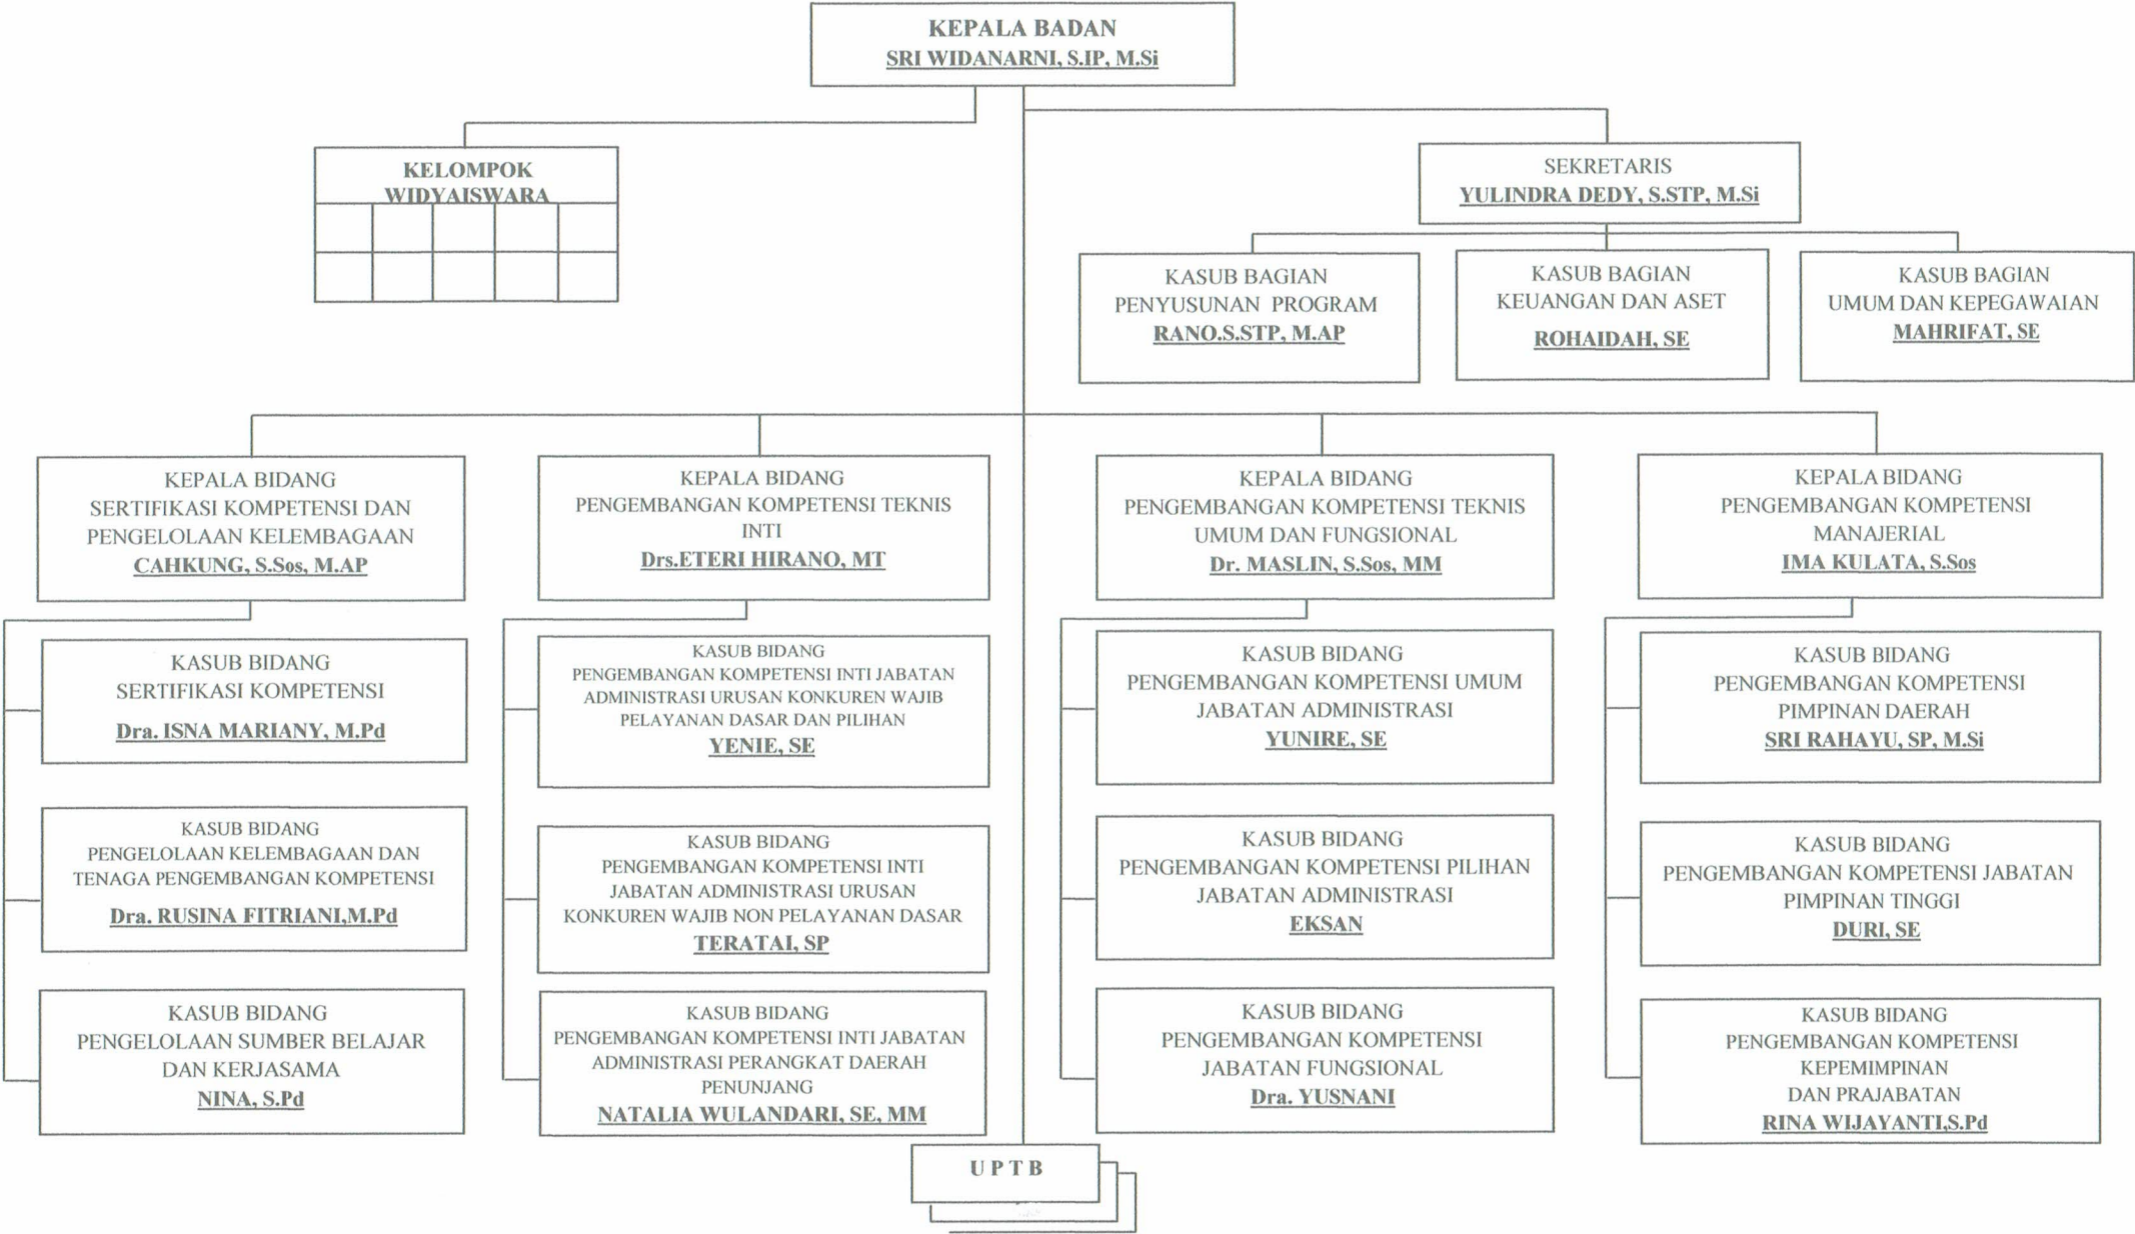 KEPALA BADAN
SRI WIDANARNI, S.IP, M.Si
KELOMPOK
WIDYAISWARA
SEKRETARIS
YULINDRA DEDY, S.STP, M.Si
KASUB BAGIAN
PENYUSUNAN PROGRAM
RANO.S.STP, M.AP
KASUB BAGIAN
KEUANGAN DAN ASET
ROHAIDAH, SE
KASUB BAGIAN
UMUM DAN KEPEGAWAIAN
MAHRIFAT, SE
KEPALA BIDANG
SERTIFIKASI KOMPETENSI DAN
PENGELOLAAN KELEMBAGAAN
CAHKUNG, S.Sos, M.AP
KEPALA BIDANG
PENGEMBANGAN KOMPETENSI TEKNIS
INTI
Drs.ETERI HIRANO, MT
KEPALA BIDANG
PENGEMBANGAN KOMPETENSI TEKNIS
UMUM DAN FUNGSIONAL
Dr. MASLIN, S.Sos, MM
KEPALA BIDANG
PENGEMBANGAN KOMPETENSI
MANAJERIAL
IMA KULATA, S.Sos
KASUB BIDANG
SERTIFIKASI KOMPETENSI
Dra. ISNA MARIANY, M.Pd
KASUB BIDANG
PENGELOLAAN KELEMBAGAAN DAN
TENAGA PENGEMBANGAN KOMPETENSI
Dra. RUSINA FITRIANI,M.Pd
KASUB BIDANG
PENGELOLAAN SUMBER BELAJAR
DAN KERJASAMA
NINA, S.Pd
KASUB BIDANG
PENGEMBANGAN KOMPETENSI INTI JABATAN
ADMINISTRASI URUSAN KONKUREN WAJIB
PELAYANAN DASAR DAN PILIHAN
YENIE, SE
KASUB BIDANG
PENGEMBANGAN KOMPETENSI INTI
JABATAN ADMINISTRASI URUSAN
KONKUREN WAJIB NON PELAYANAN DASAR
TERATAI, SP
KASUB BIDANG
PENGEMBANGAN KOMPETENSI INTI JABATAN
ADMINISTRASI PERANGKAT DAERAH
PENUNJANG
NATALIA WULANDARI, SE, MM
KASUB BIDANG
PENGEMBANGAN KOMPETENSI UMUM
JABATAN ADMINISTRASI
YUNIRE, SE
KASUB BIDANG
PENGEMBANGAN KOMPETENSI PILIHAN
JABATAN ADMINISTRASI
EKSAN
KASUB BIDANG
PENGEMBANGAN KOMPETENSI
JABATAN FUNGSIONAL
Dra. YUSNANI
KASUB BIDANG
PENGEMBANGAN KOMPETENSI
PIMPINAN DAERAH
SRI RAHAYU, SP, M.Si
KASUB BIDANG
PENGEMBANGAN KOMPETENSI JABATAN
PIMPINAN TINGGI
DURI, SE
KASUB BIDANG
PENGEMBANGAN KOMPETENSI
KEPEMIMPINAN
DAN PRAJABATAN
RINA WIJAYANTI,S.Pd
U P T B